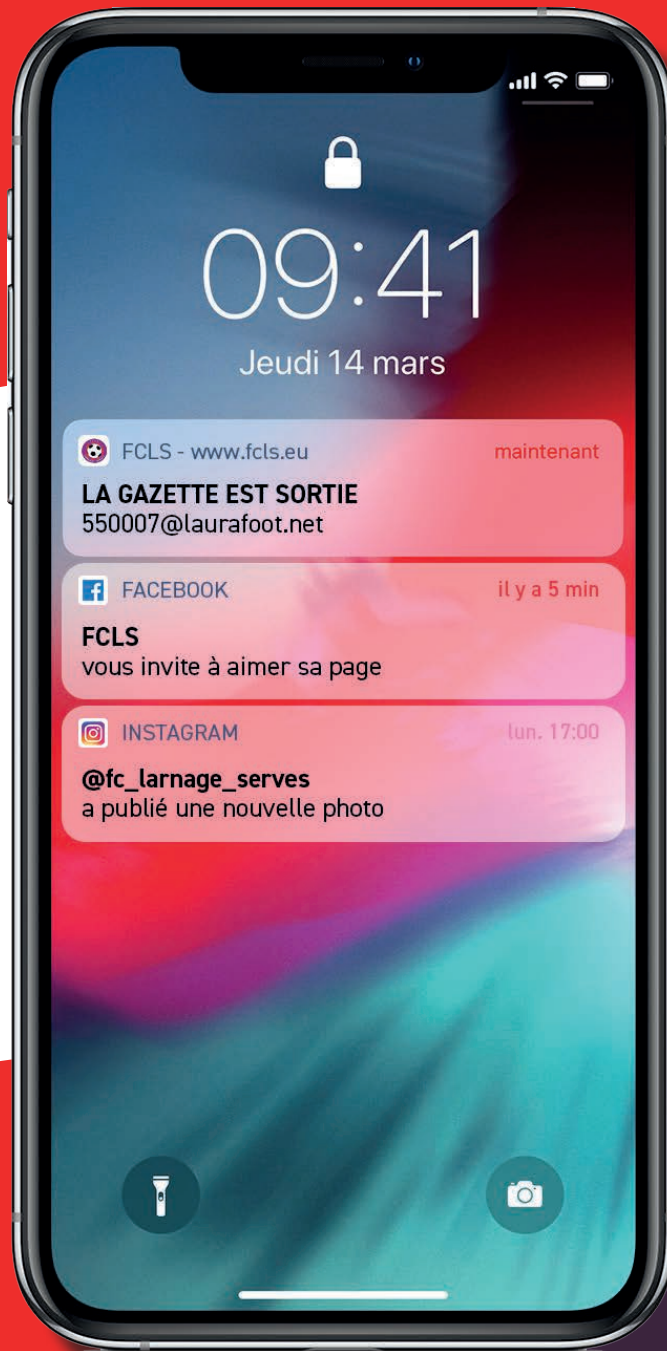 09:41
Jeudi 14 mars
FCLS - www.fcls.eu maintenant
LA GAZETTE EST SORTIE
550007@laurafoot.net
FACEBOOK il y a 5 min
FCLS
vous invite à aimer sa page
INSTAGRAM lun. 17:00
@fc_larnage_serves
a publié une nouvelle photo